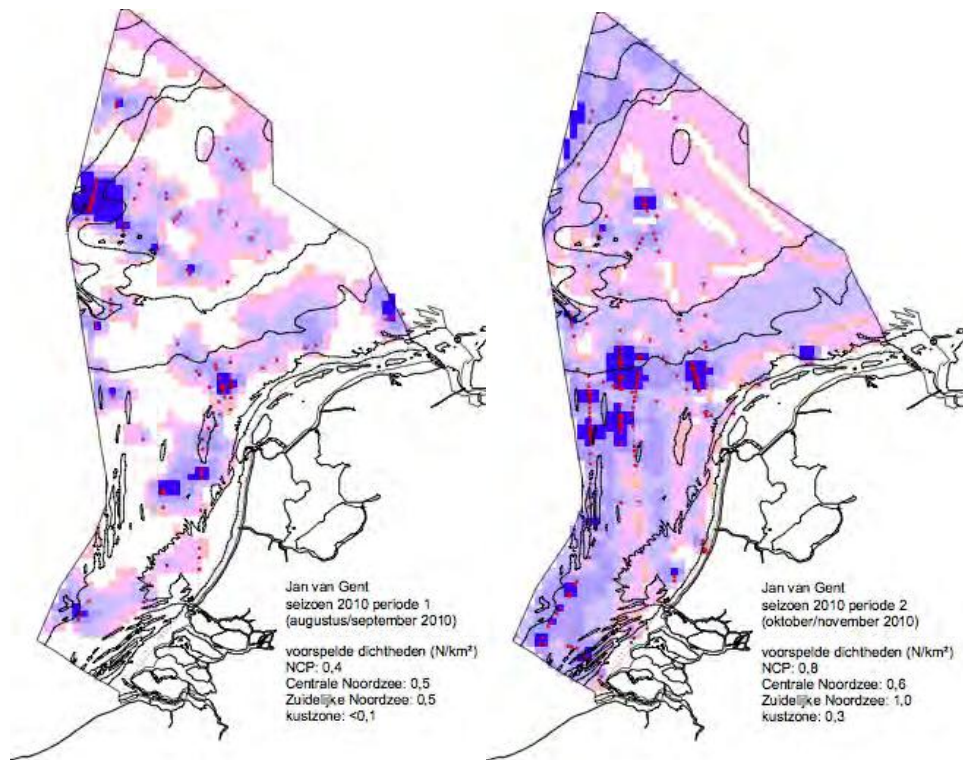 Jan van Gent
seizoen 2010 periode 1
(augustus/september 2010)
voorspelde dichtheden (N/km²)
NCP: 0,4
Centrale Noordzee: 0,5
Zuidelijke Noordzee: 0,5
kustzone: <0,1
Jan van Gent
seizoen 2010 periode 2
(oktober/november 2010)
voorspelde dichtheden (N/km²)
NCP: 0,8
Centrale Noordzee: 0,6
Zuidelijke Noordzee: 1,0
kustzone: 0,3